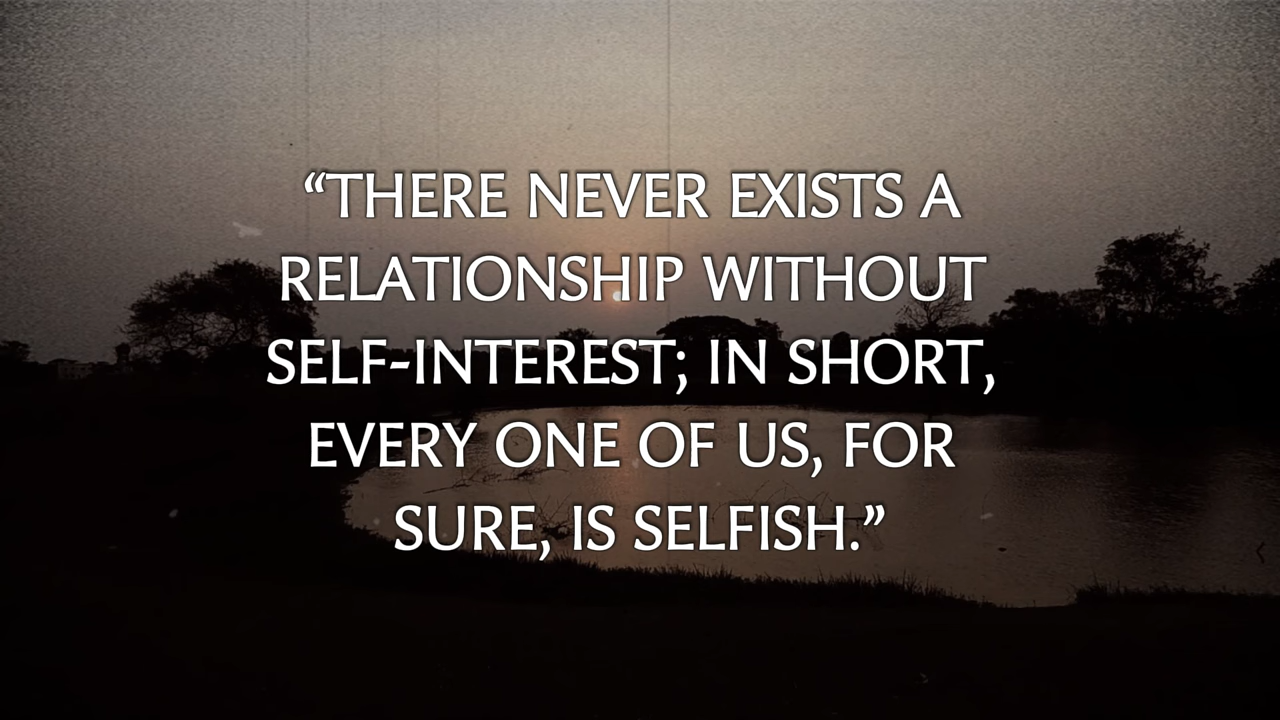 “THERE NEVER EXISTS A
RELATIONSHIP WITHOUT
SELF-INTEREST; IN SHORT,
EVERY ONE OF US, FOR
SURE, IS SELFISH.”